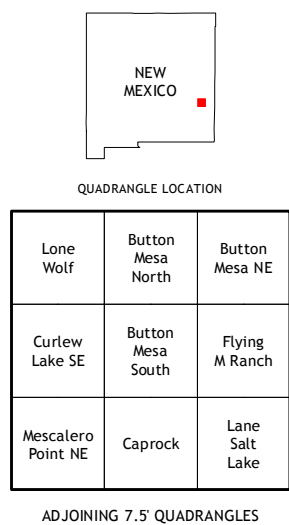 NEW
MEXICO
QUADRANGLE LOCATION
Lone
Wolf
Button
Mesa
North
Button
Mesa NE
Curlew
Lake SE
Button
Mesa
South
Flying
M Ranch
Mescalero
Point NE
Caprock
Lane
Salt
Lake
ADJOINING 7.5' QUADRANGLES